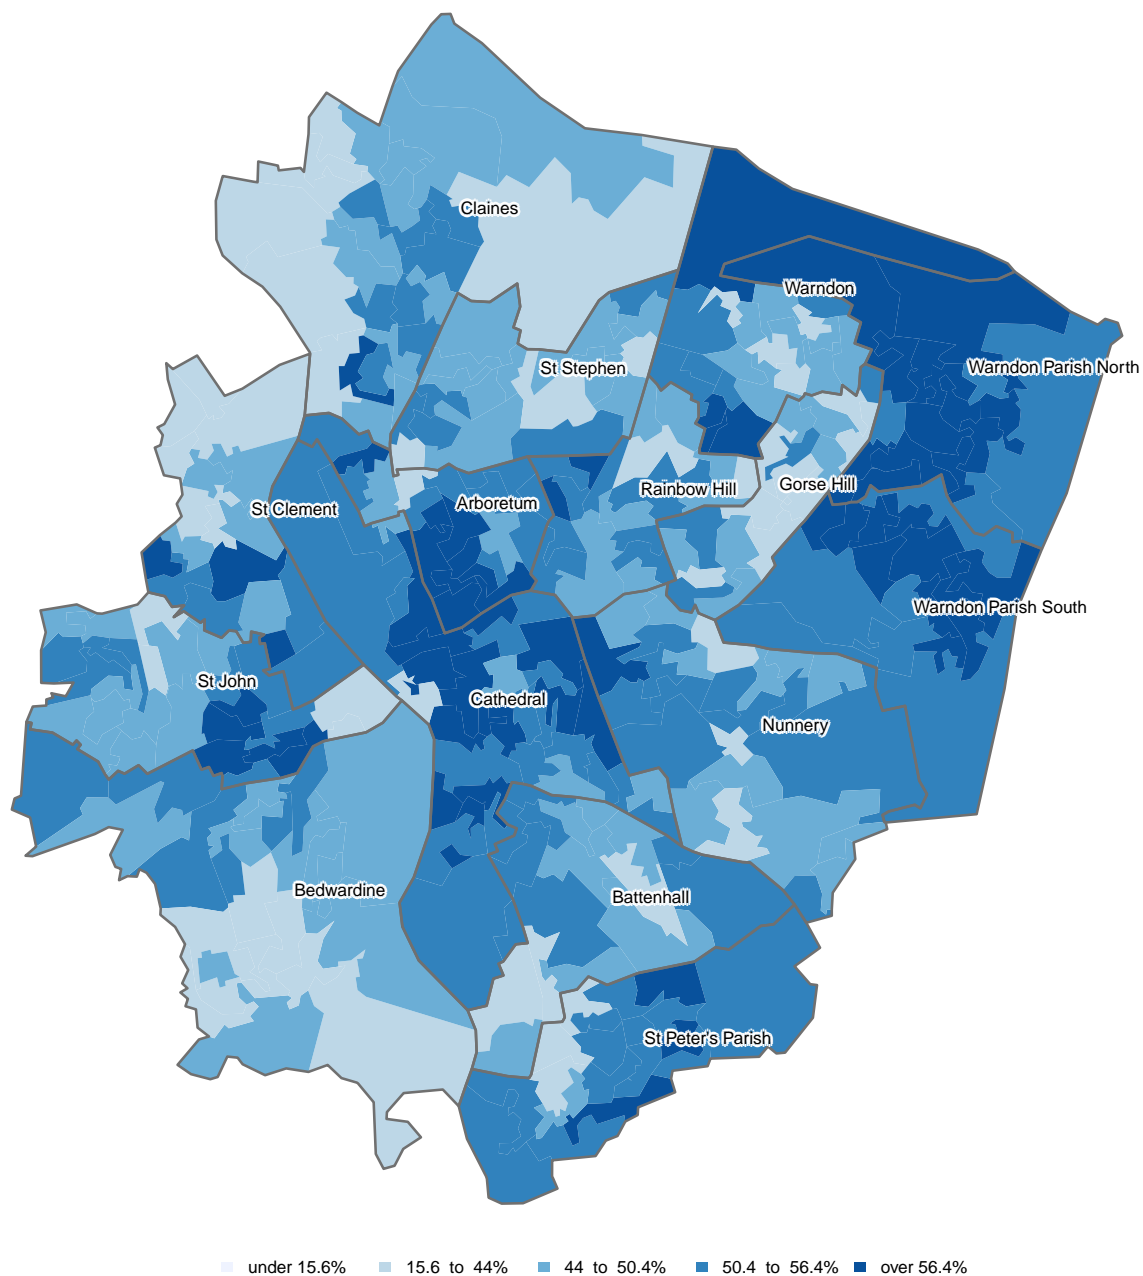 Claines
Warndon
St Stephen
Warndon Parish North
Rainbow Hill
Gorse Hill
Arboretum
St Clement
Warndon Parish South
St John
Cathedral
Nunnery
Bedwardine
Battenhall
St Peter's Parish
under 15.6% 15.6 to 44% 44 to 50.4% 50.4 to 56.4% over 56.4%